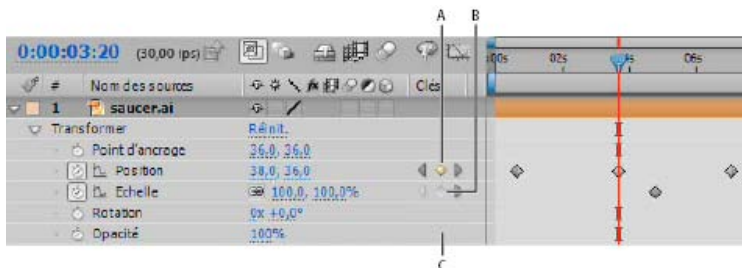 A B
0:00:03:20 (30,00 ips)
00s 02s 06s
# Nom des sources Clés
1 saucer.ai
Transformer Réinit.
Point d'ancrage 36,0, 36,0
Position 38,0, 36,0
Echelle 100,0, 100,0%
Rotation 0x +0,0°
Opacité 100%
C